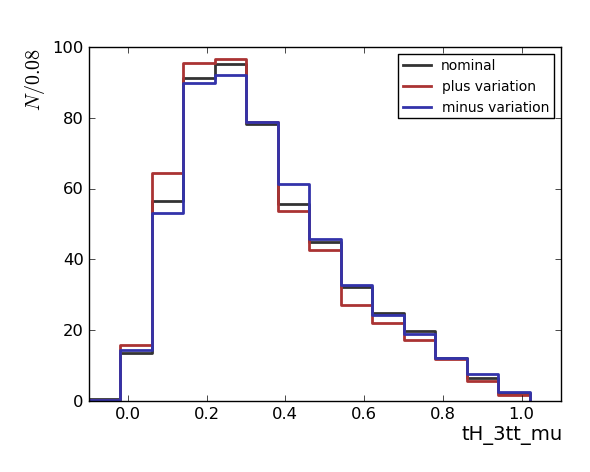 N/0.08
100
80
60
40
20
0
0.0 0.2 0.4 0.6 0.8 1.0
tH_3tt_mu
nominal
plus variation
minus variation